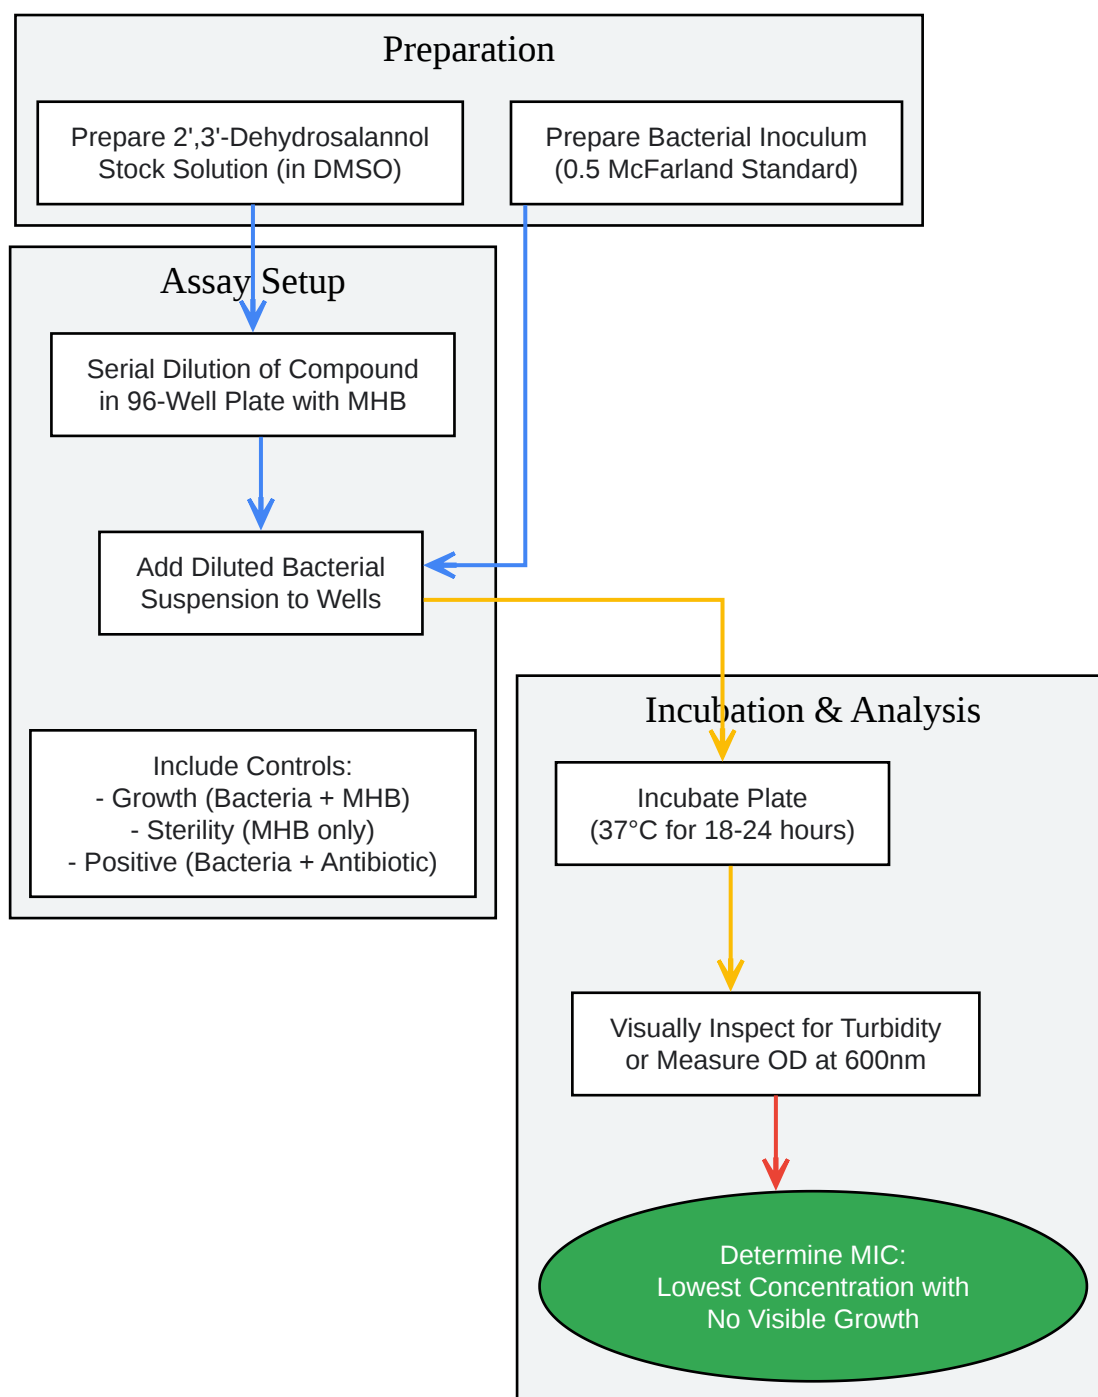 Preparation
Prepare 2',3'-Dehydrosalannol
Stock Solution (in DMSO)
Prepare Bacterial Inoculum
(0.5 McFarland Standard)
Assay Setup
Serial Dilution of Compound
in 96-Well Plate with MHB
Add Diluted Bacterial
Suspension to Wells
Include Controls:
- Growth (Bacteria + MHB)
- Sterility (MHB only)
- Positive (Bacteria + Antibiotic)
Incubation & Analysis
Incubate Plate
(37°C for 18-24 hours)
Visually Inspect for Turbidity
or Measure OD at 600nm
Determine MIC:
Lowest Concentration with
No Visible Growth